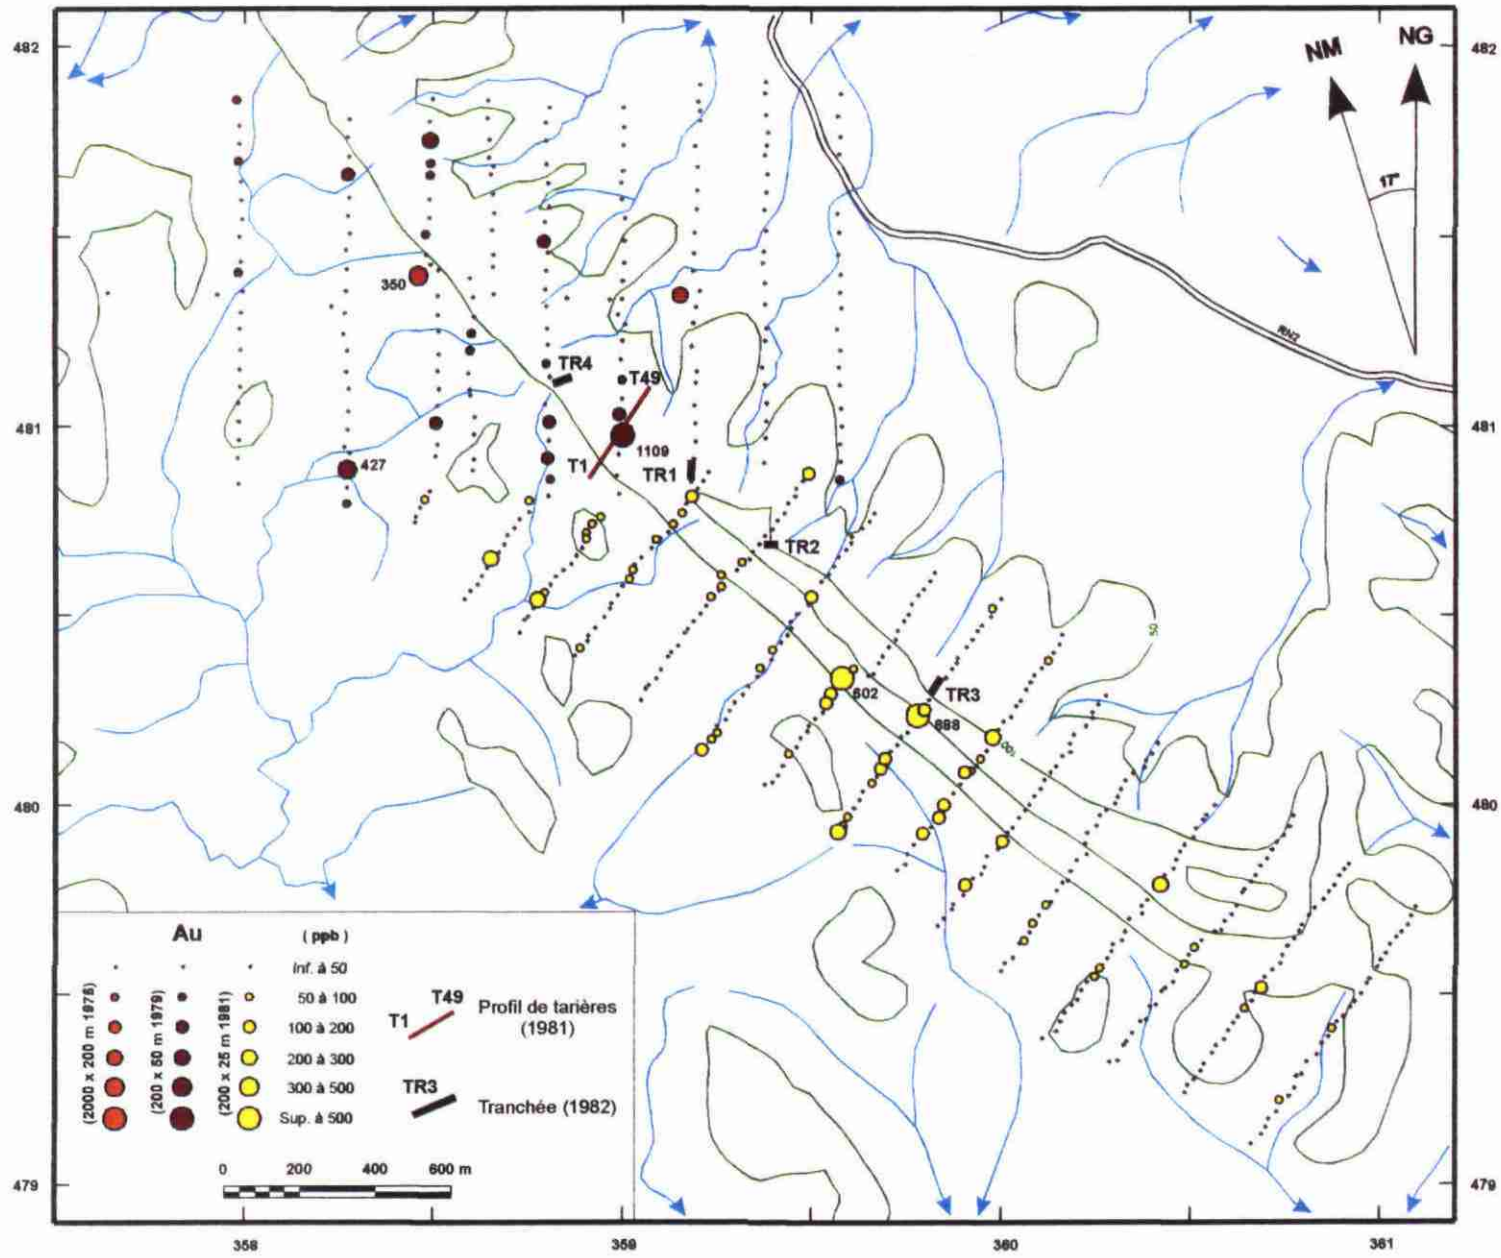 482
482
NM
NG
17°
RN2
350
TR4
T49
481
481
1109
T1
427
TR1
TR2
50
602
TR3
688
100
480
480
Au
( ppb )
Inf. à 50
50 à 100
100 à 200
200 à 300
300 à 500
Sup. à 500
(2000 x 200 m 1975)
(200 x 50 m 1979)
(200 x 25 m 1981)
T49
T1
Profil de tarières
(1981)
TR3
Tranchée (1982)
0 200 400 600 m
479
479
358
359
360
361